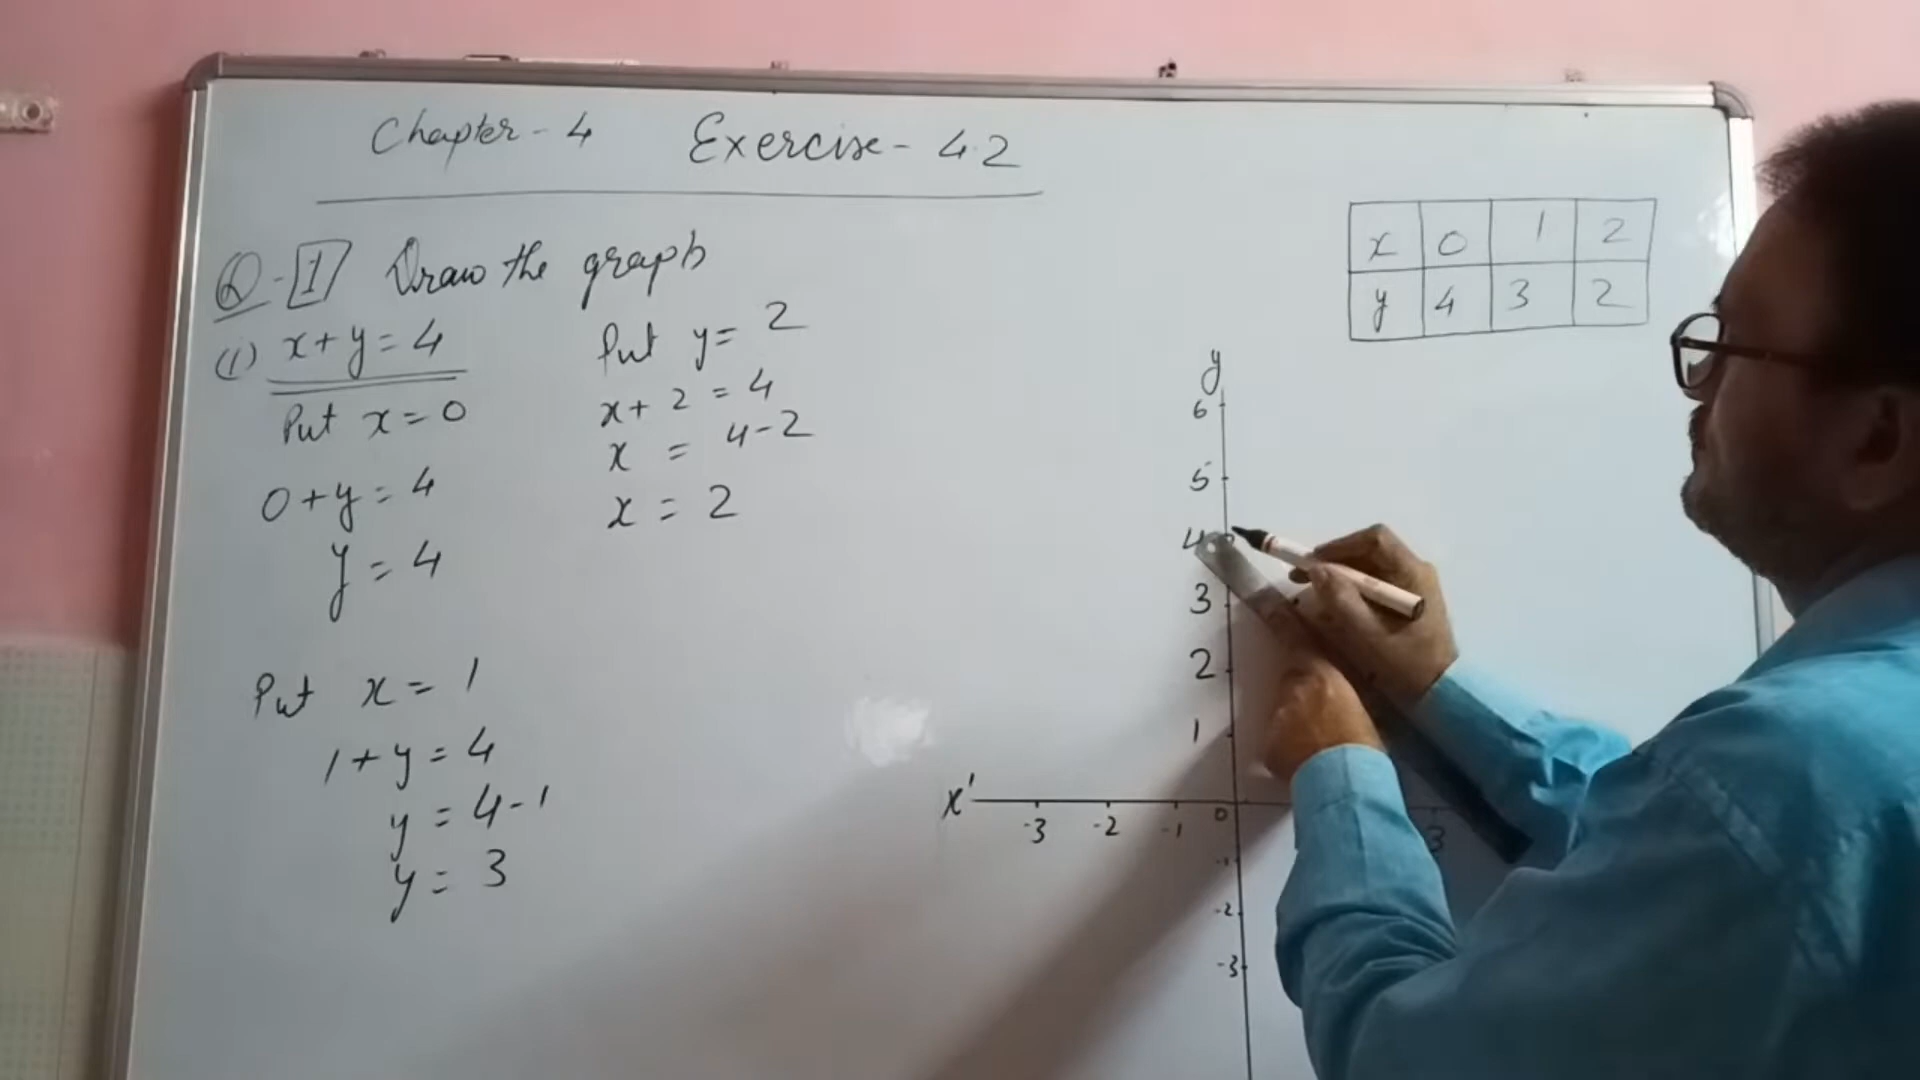 Chapter - 4 Exercise - 4.2
Q-1 Draw the graph
(1) x+y=4
Put x=0
0+y=4
y=4
Put x=1
1+y=4
y=4-1
y=3
Put y=2
x+2=4
x=4-2
x=2
x 0 1 2
y 4 3 2
y
6
5
4
3
2
1
x' -3 -2 -1 0 3
-1
-2
-3